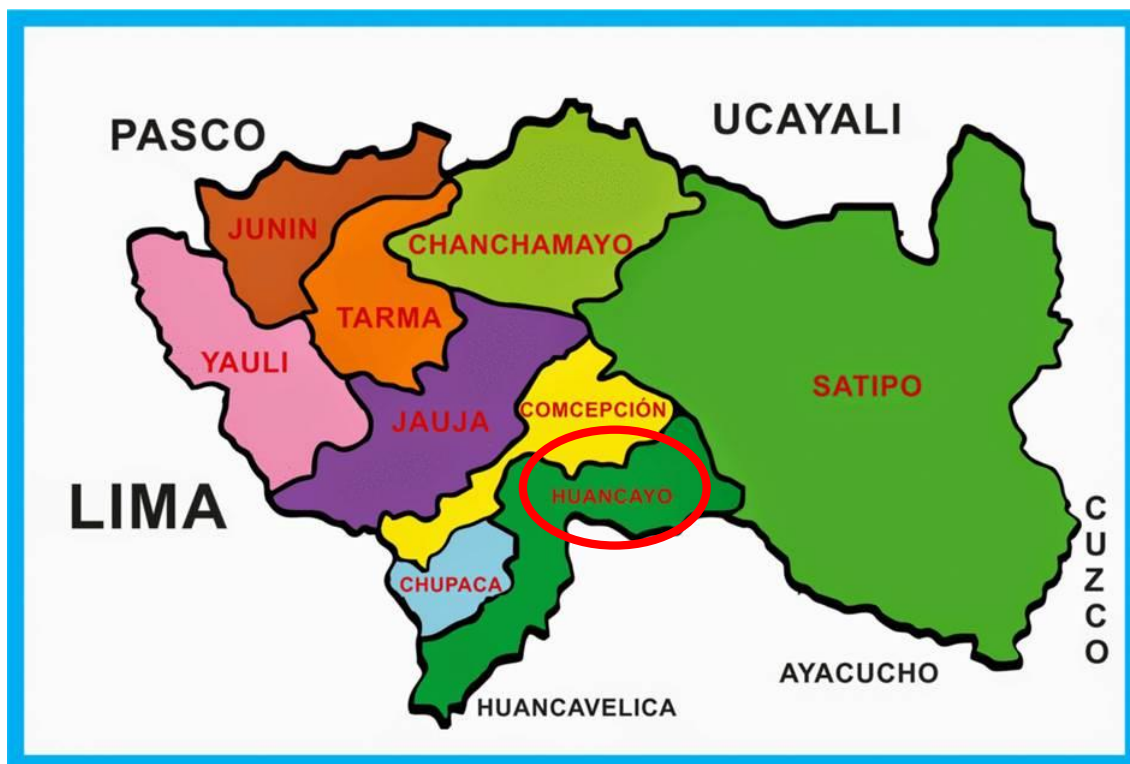 PASCO
UCAYALI
JUNIN
CHANCHAMAYO
TARMA
YAULI
SATIPO
JAUJA
COMCEPCIÓN
HUANCAYO
LIMA
CUZCO
CHUPACA
AYACUCHO
HUANCAVELICA